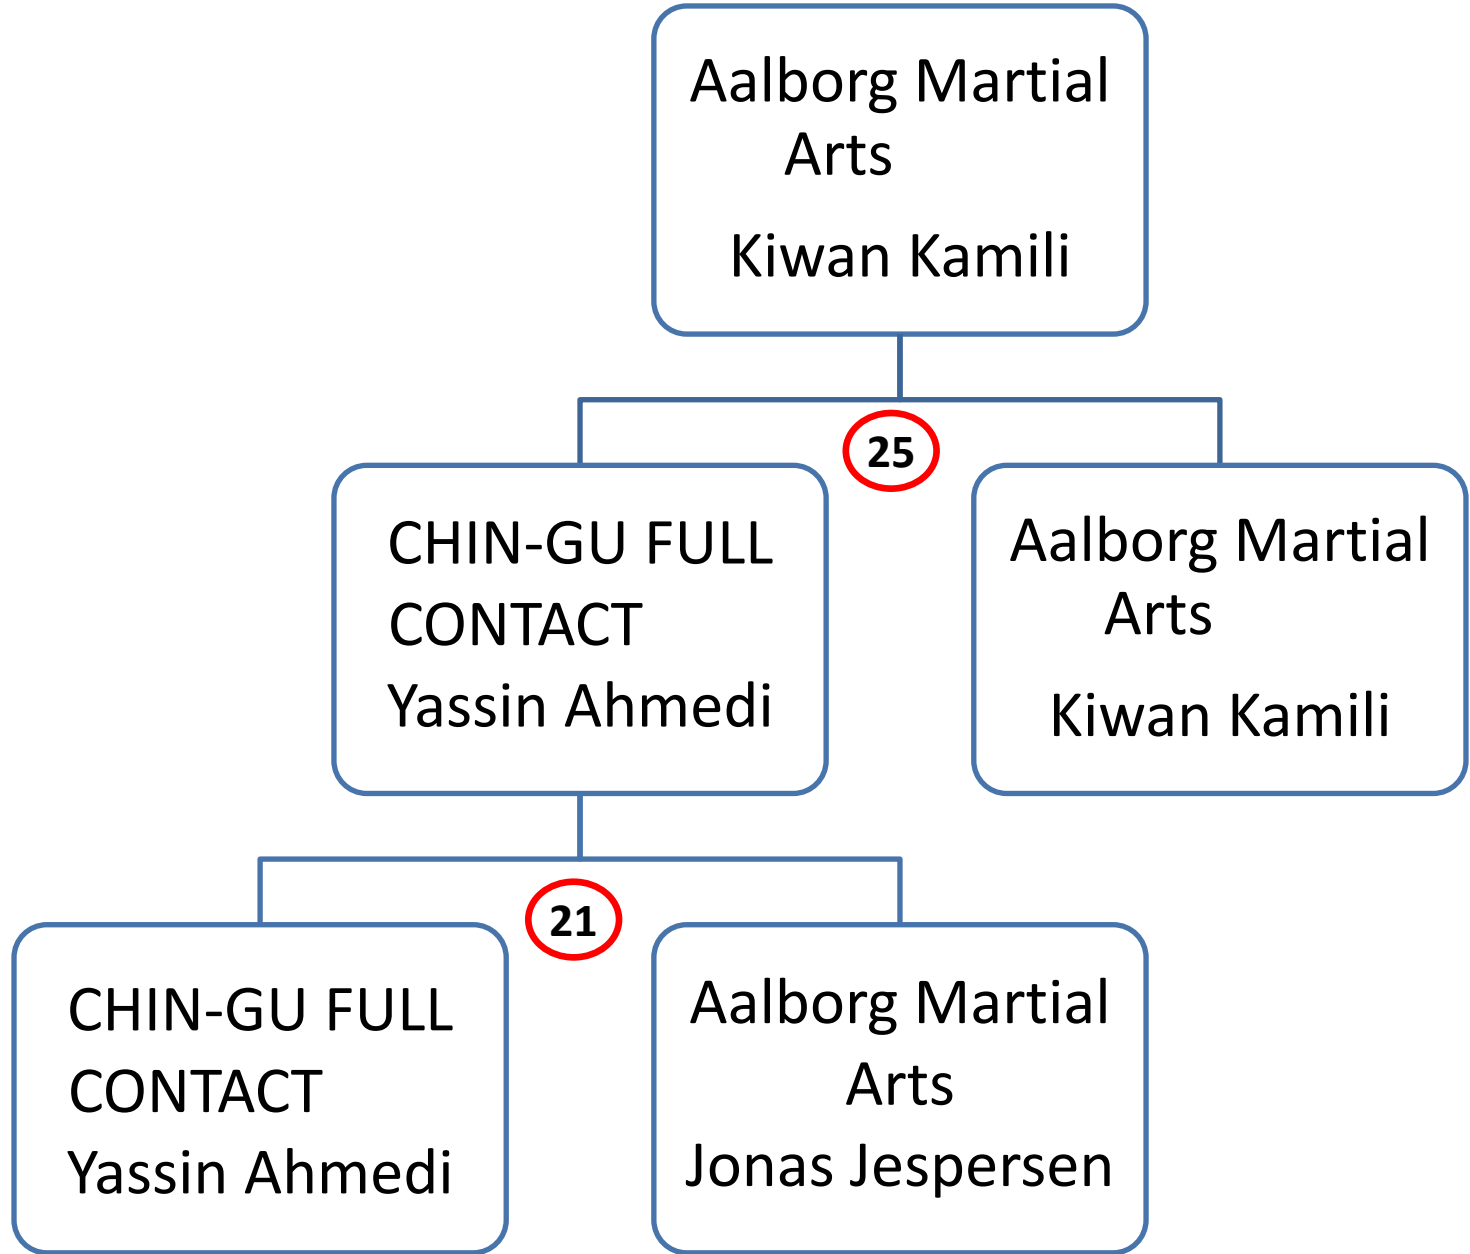 Aalborg Martial
Arts
Kiwan Kamili
25
CHIN-GU FULL
CONTACT
Yassin Ahmedi
Aalborg Martial
Arts
Kiwan Kamili
21
CHIN-GU FULL
CONTACT
Yassin Ahmedi
Aalborg Martial
Arts
Jonas Jespersen